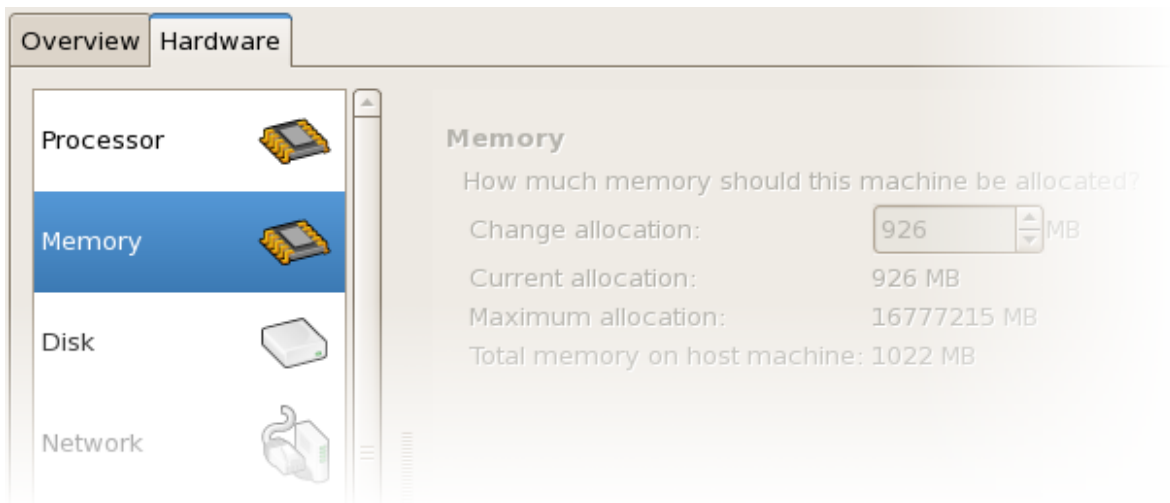 Overview Hardware
Processor
Memory
Disk
Network
Memory
How much memory should this machine be allocated?
Change allocation: 926 MB
Current allocation: 926 MB
Maximum allocation: 16777215 MB
Total memory on host machine: 1022 MB